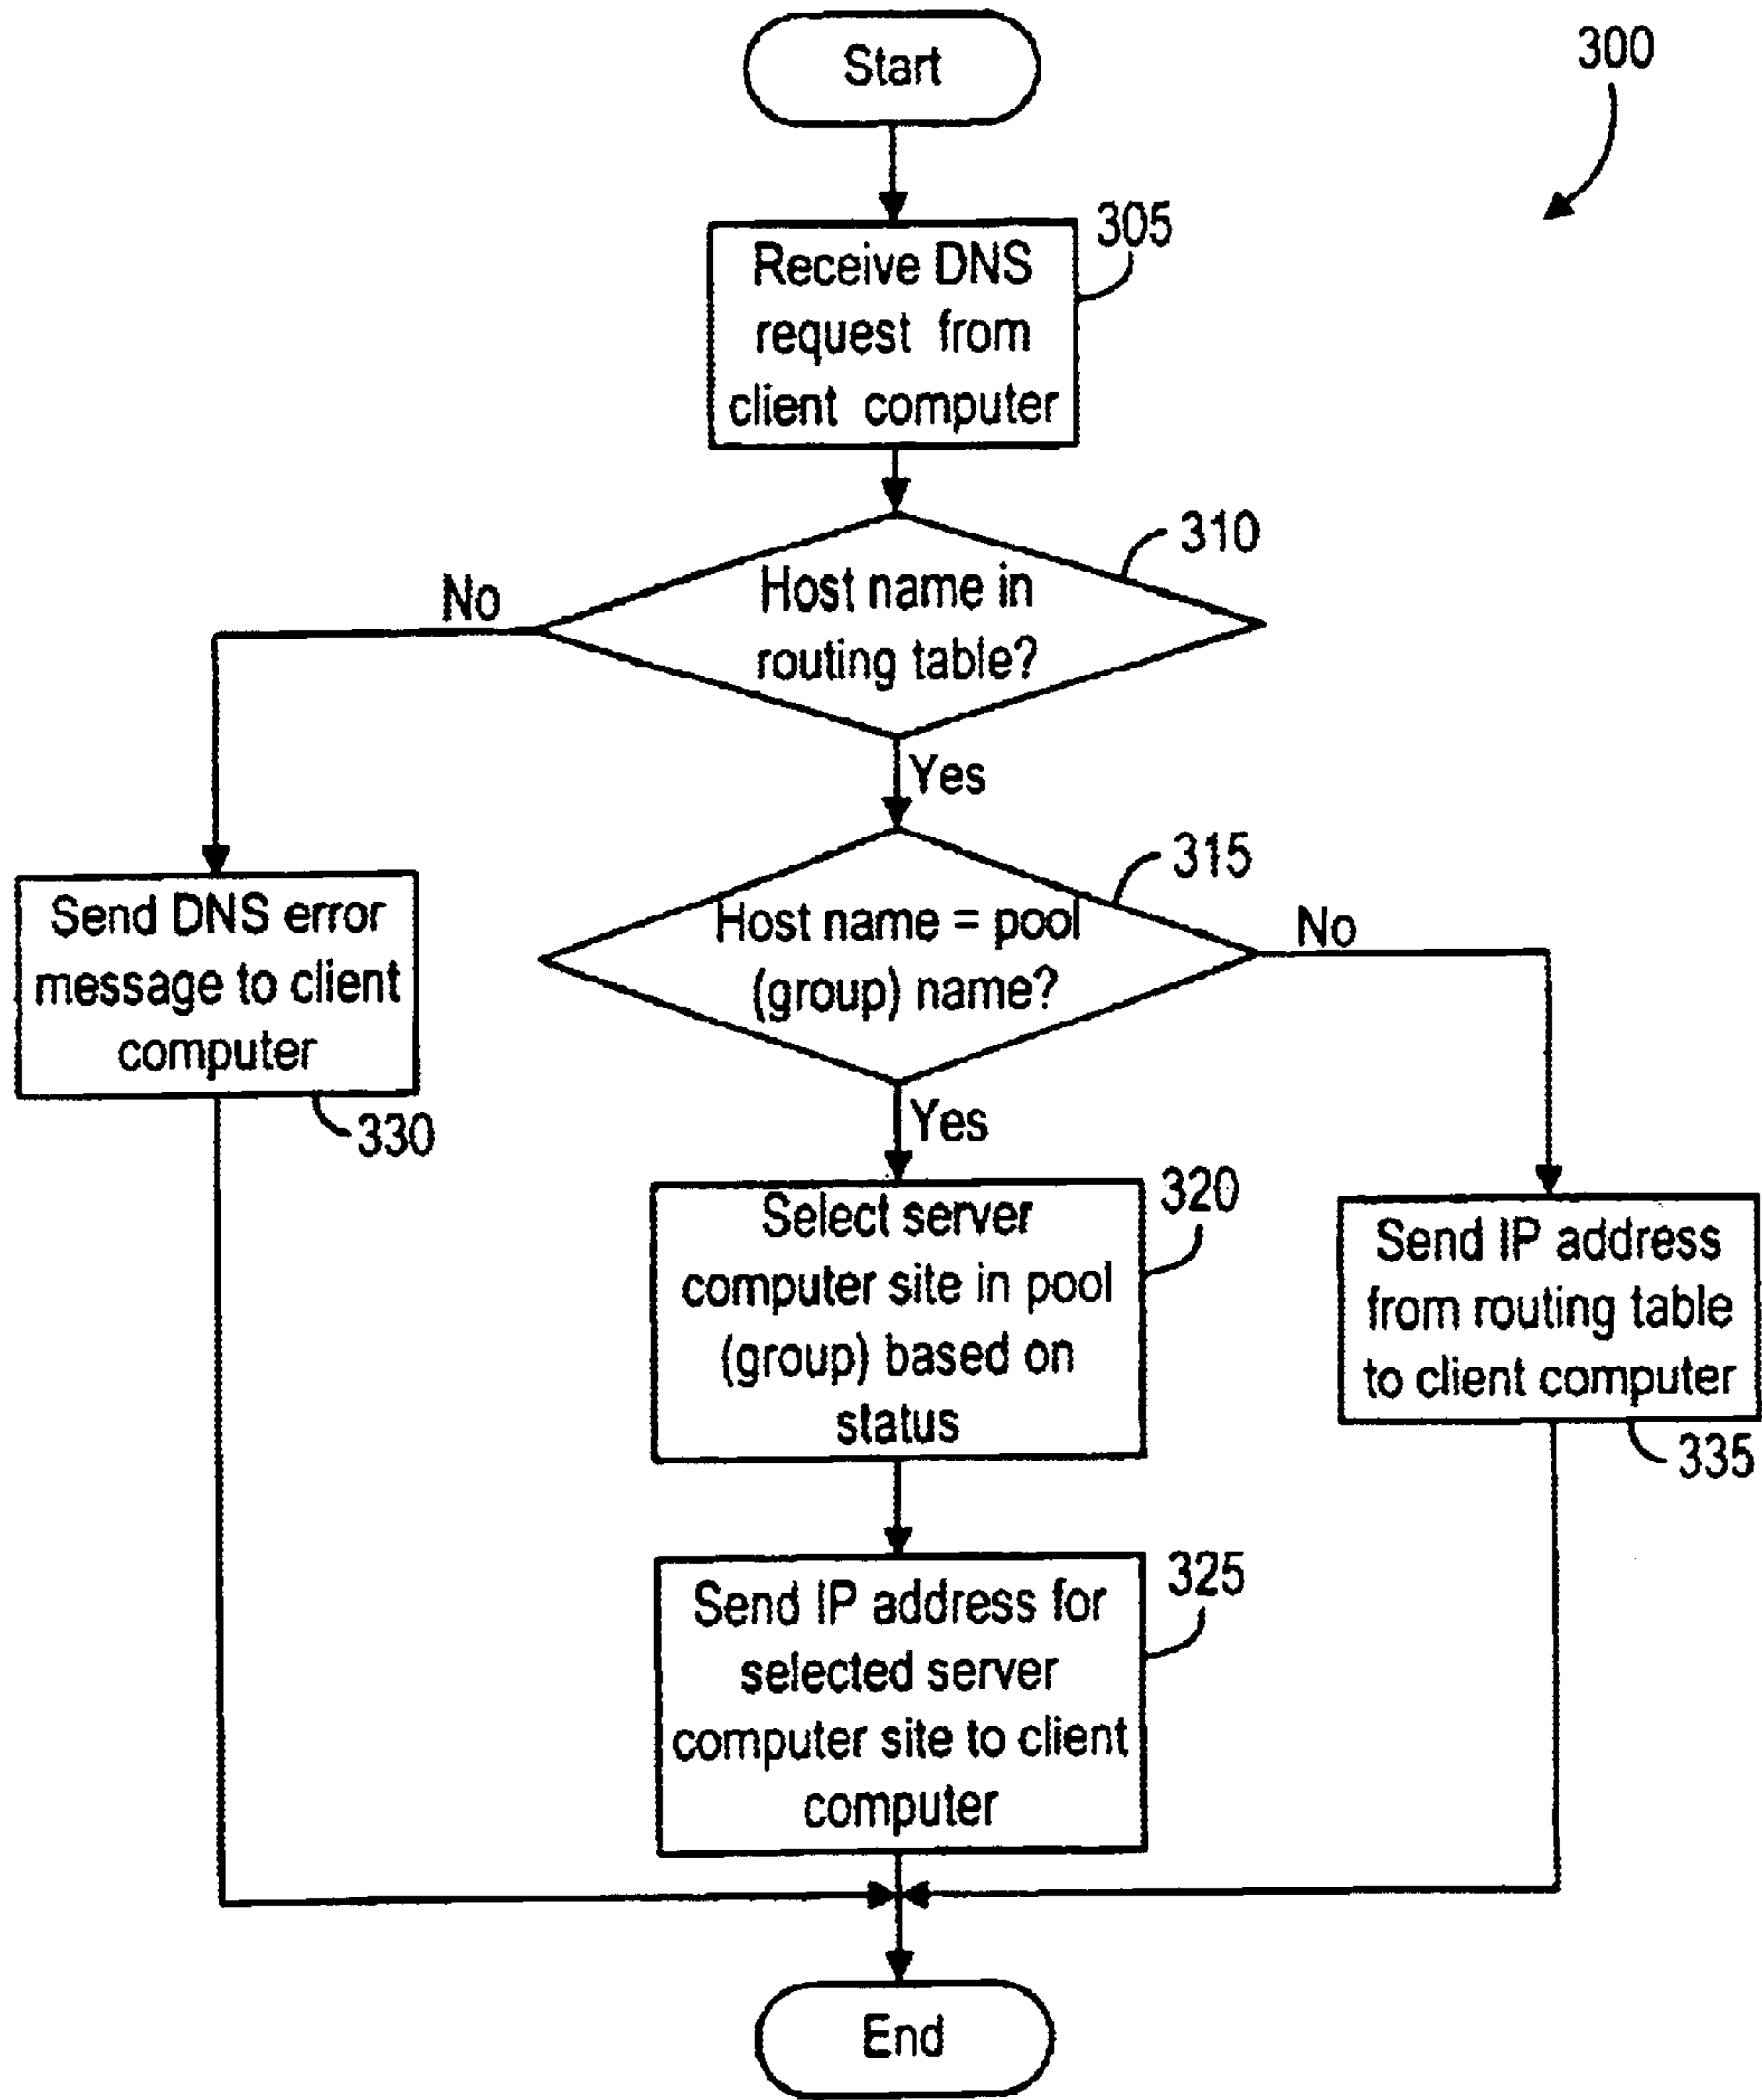 Start
300
Receive DNS
request from
client computer
305
Host name in
routing table?
310
No
Yes
Host name = pool
(group) name?
315
No
Yes
Send DNS error
message to client
computer
330
Select server
computer site in pool
(group) based on
status
320
Send IP address
from routing table
to client computer
335
Send IP address for
selected server
computer site to client
computer
325
End